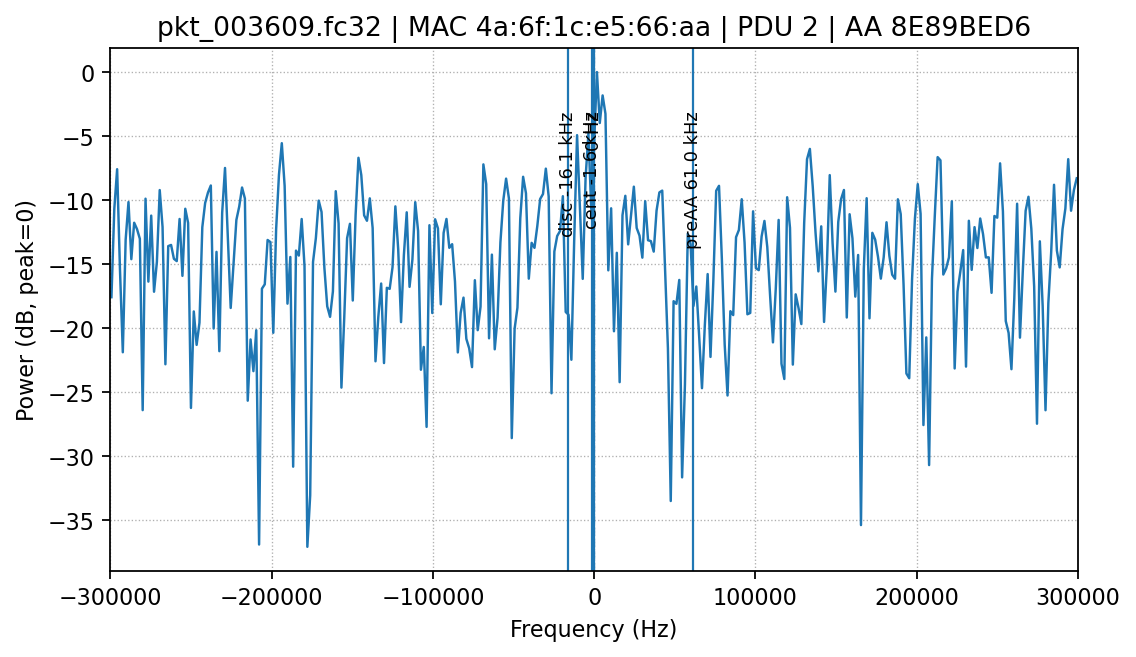 pkt_003609.fc32 | MAC 4a:6f:1c:e5:66:aa | PDU 2 | AA 8E89BED6
Power (dB, peak=0)
0
−5
−10
−15
−20
−25
−30
−35
disc -16.1 kHz
cent -1.6
kHz
preAA 61.0 kHz
−300000
−200000
−100000
0
100000
200000
300000
Frequency (Hz)